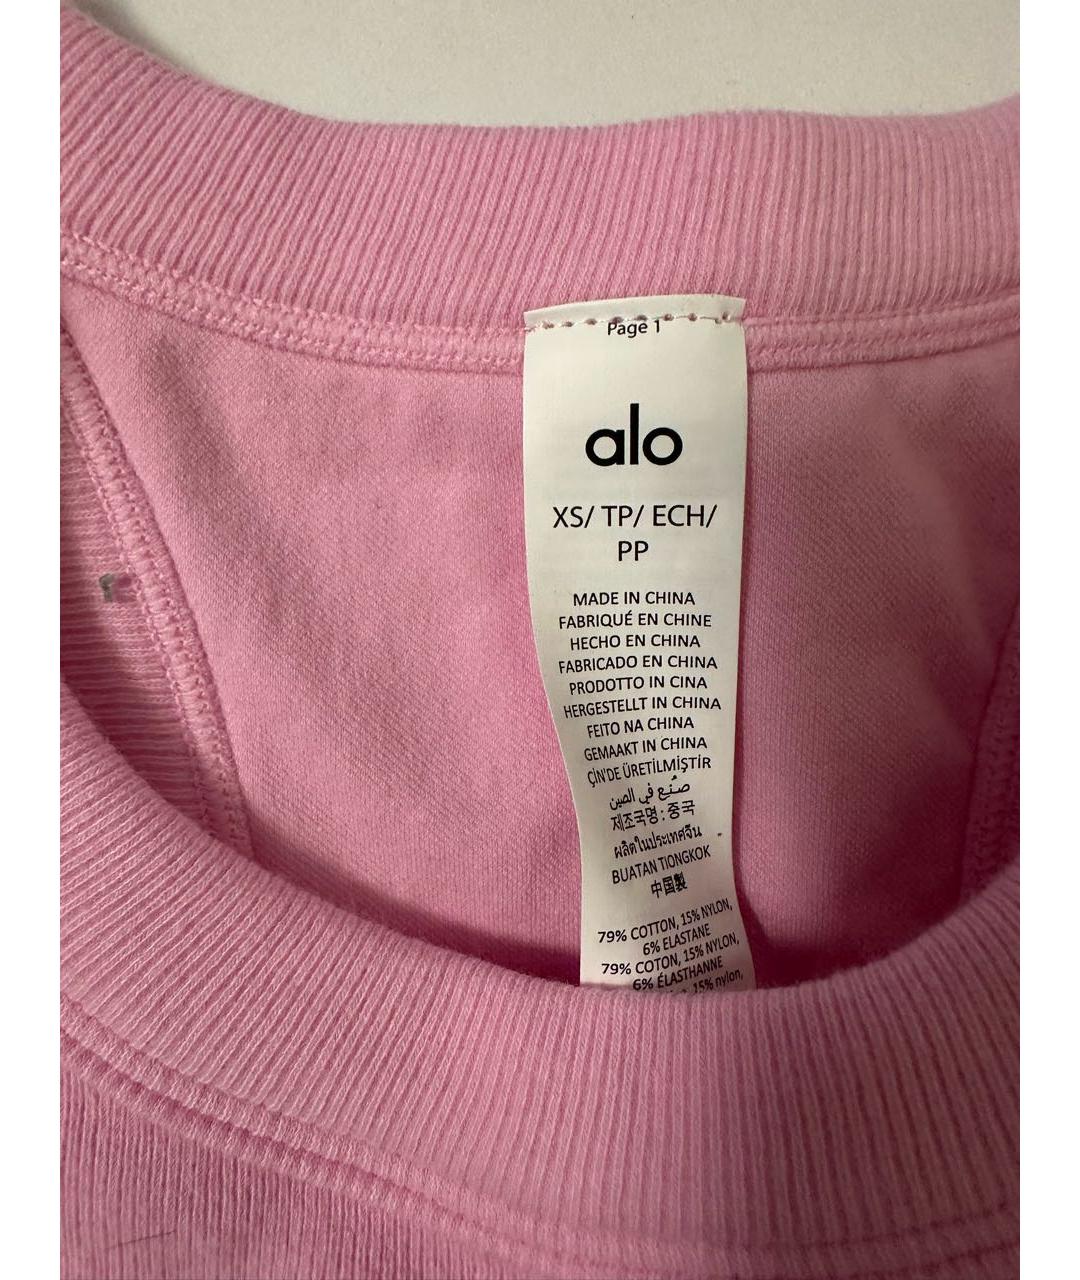 Page 1
alo
XS/ TP/ ECH/
PP
MADE IN CHINA
FABRIQUÉ EN CHINE
HECHO EN CHINA
FABRICADO EN CHINA
PRODOTTO IN CINA
HERGESTELLT IN CHINA
FEITO NA CHINA
GEMAAKT IN CHINA
ÇİN'DE ÜRETİLMİŞTİR
صُنع في الصين
제조국명: 중국
ผลิตในประเทศจีน
BUATAN TIONGKOK
中国製
79% COTTON, 15% NYLON,
6% ELASTANE
79% COTON, 15% NYLON,
6% ÉLASTHANNE
15% nylon,